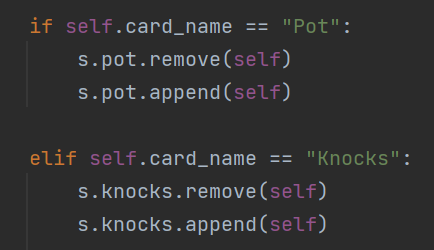 if self.card_name == "Pot":
    s.pot.remove(self)
    s.pot.append(self)

elif self.card_name == "Knocks":
    s.knocks.remove(self)
    s.knocks.append(self)